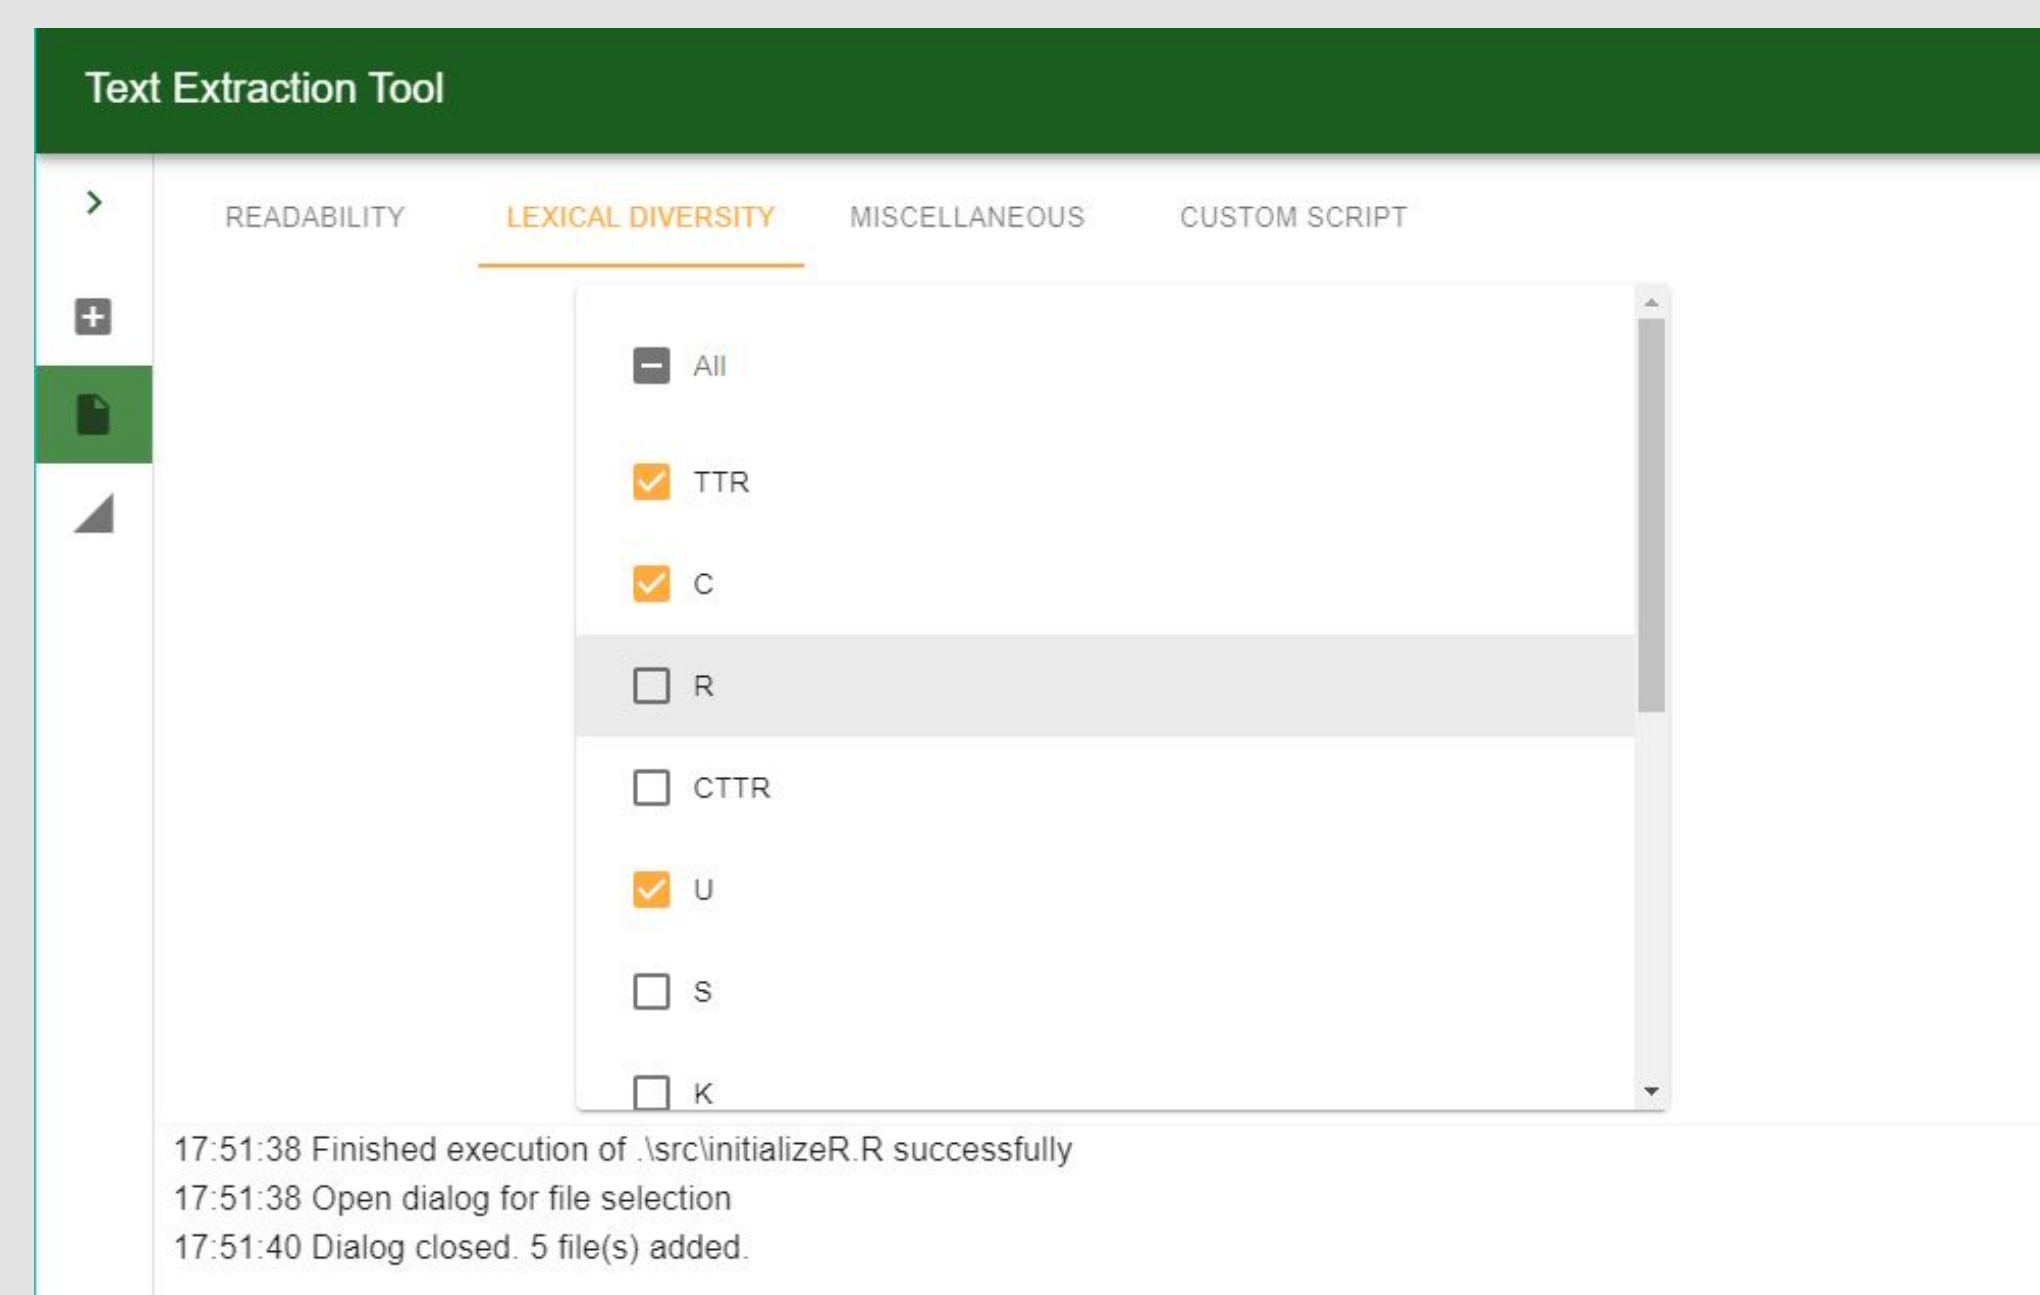 Text Extraction Tool
READABILITY LEXICAL DIVERSITY MISCELLANEOUS CUSTOM SCRIPT
All
TTR
C
R
CTTR
U
S
K
17:51:38 Finished execution of .\src\initializeR.R successfully
17:51:38 Open dialog for file selection
17:51:40 Dialog closed. 5 file(s) added.